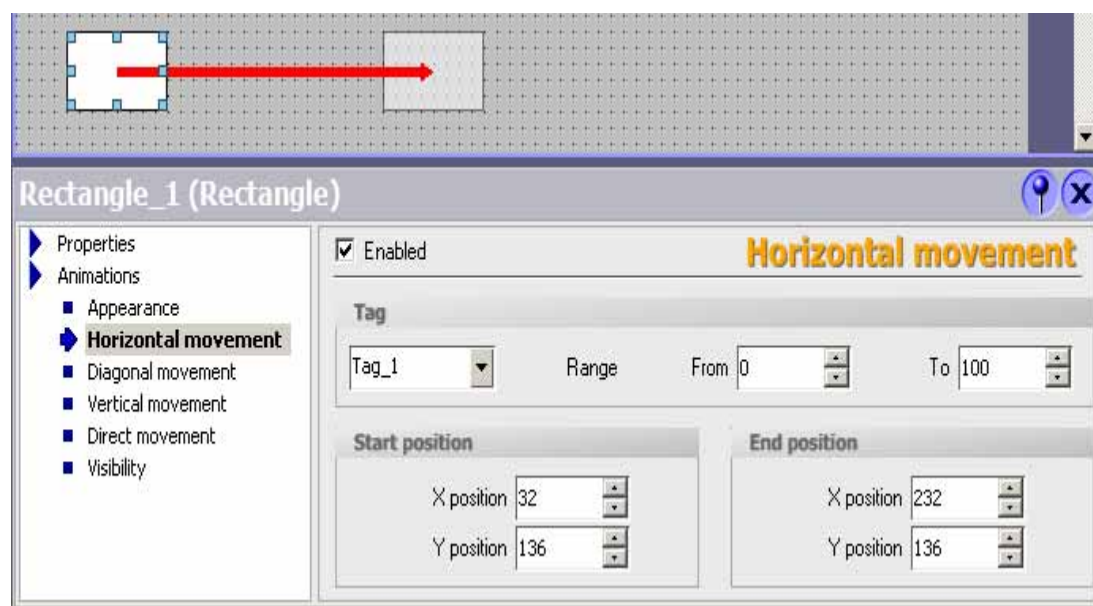 Rectangle_1 (Rectangle)
Properties
Animations
Appearance
Horizontal movement
Diagonal movement
Vertical movement
Direct movement
Visibility
Enabled
Horizontal movement
Tag
Tag_1 Range From 0 To 100
Start position
X position 32
Y position 136
End position
X position 232
Y position 136